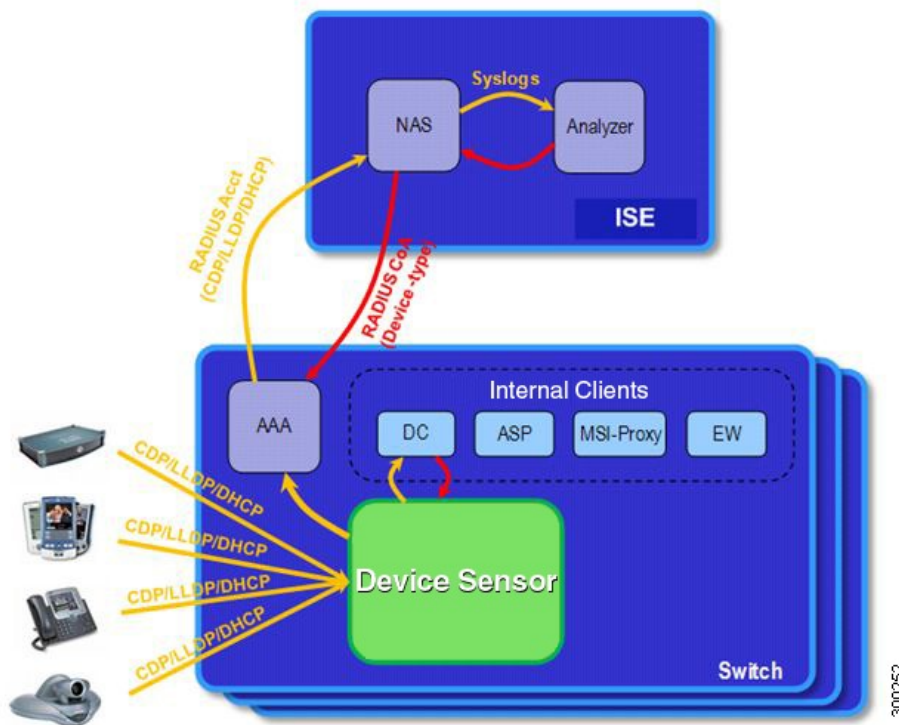 Syslogs
NAS
Analyzer
ISE
RADIUS Acct
(CDP/LLDP/DHCP)
RADIUS CoA
(Device -type)
Internal Clients
AAA
DC
ASP
MSI-Proxy
EW
CDP/LLDP/DHCP
CDP/LLDP/DHCP
CDP/LLDP/DHCP
CDP/LLDP/DHCP
Device Sensor
Switch
300252